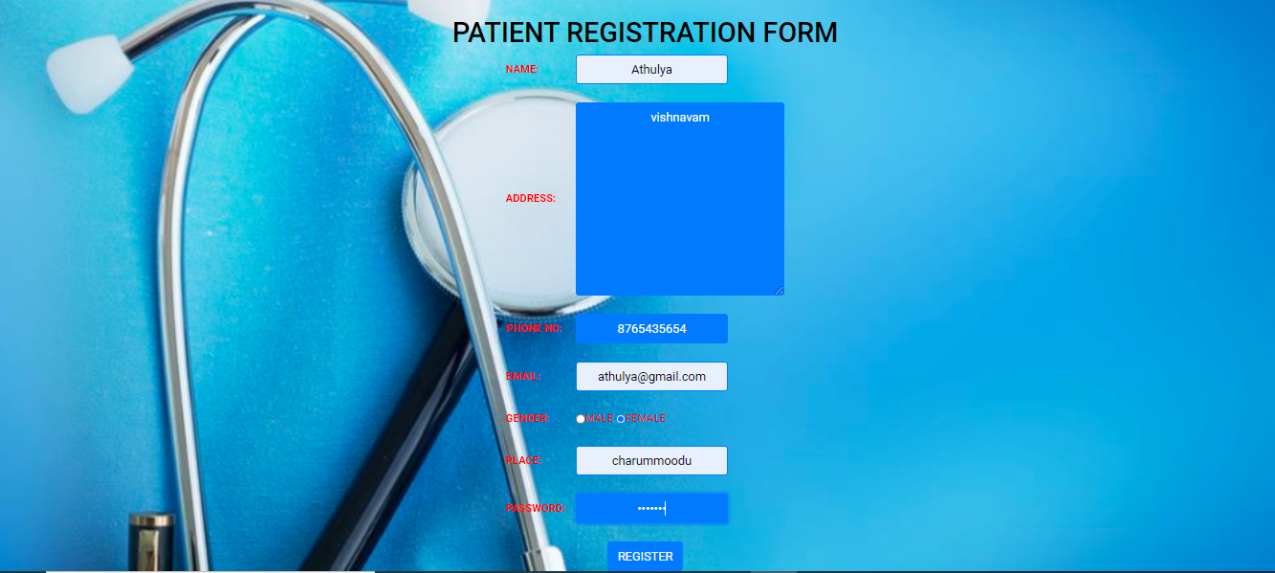 PATIENT REGISTRATION FORM
NAME: Athulya
ADDRESS: vishnavam
PHONE NO: 8765435654
EMAIL: athulya@gmail.com
GENDER: MALE FEMALE
PLACE: charummoodu
PASSWORD: •••••••
REGISTER